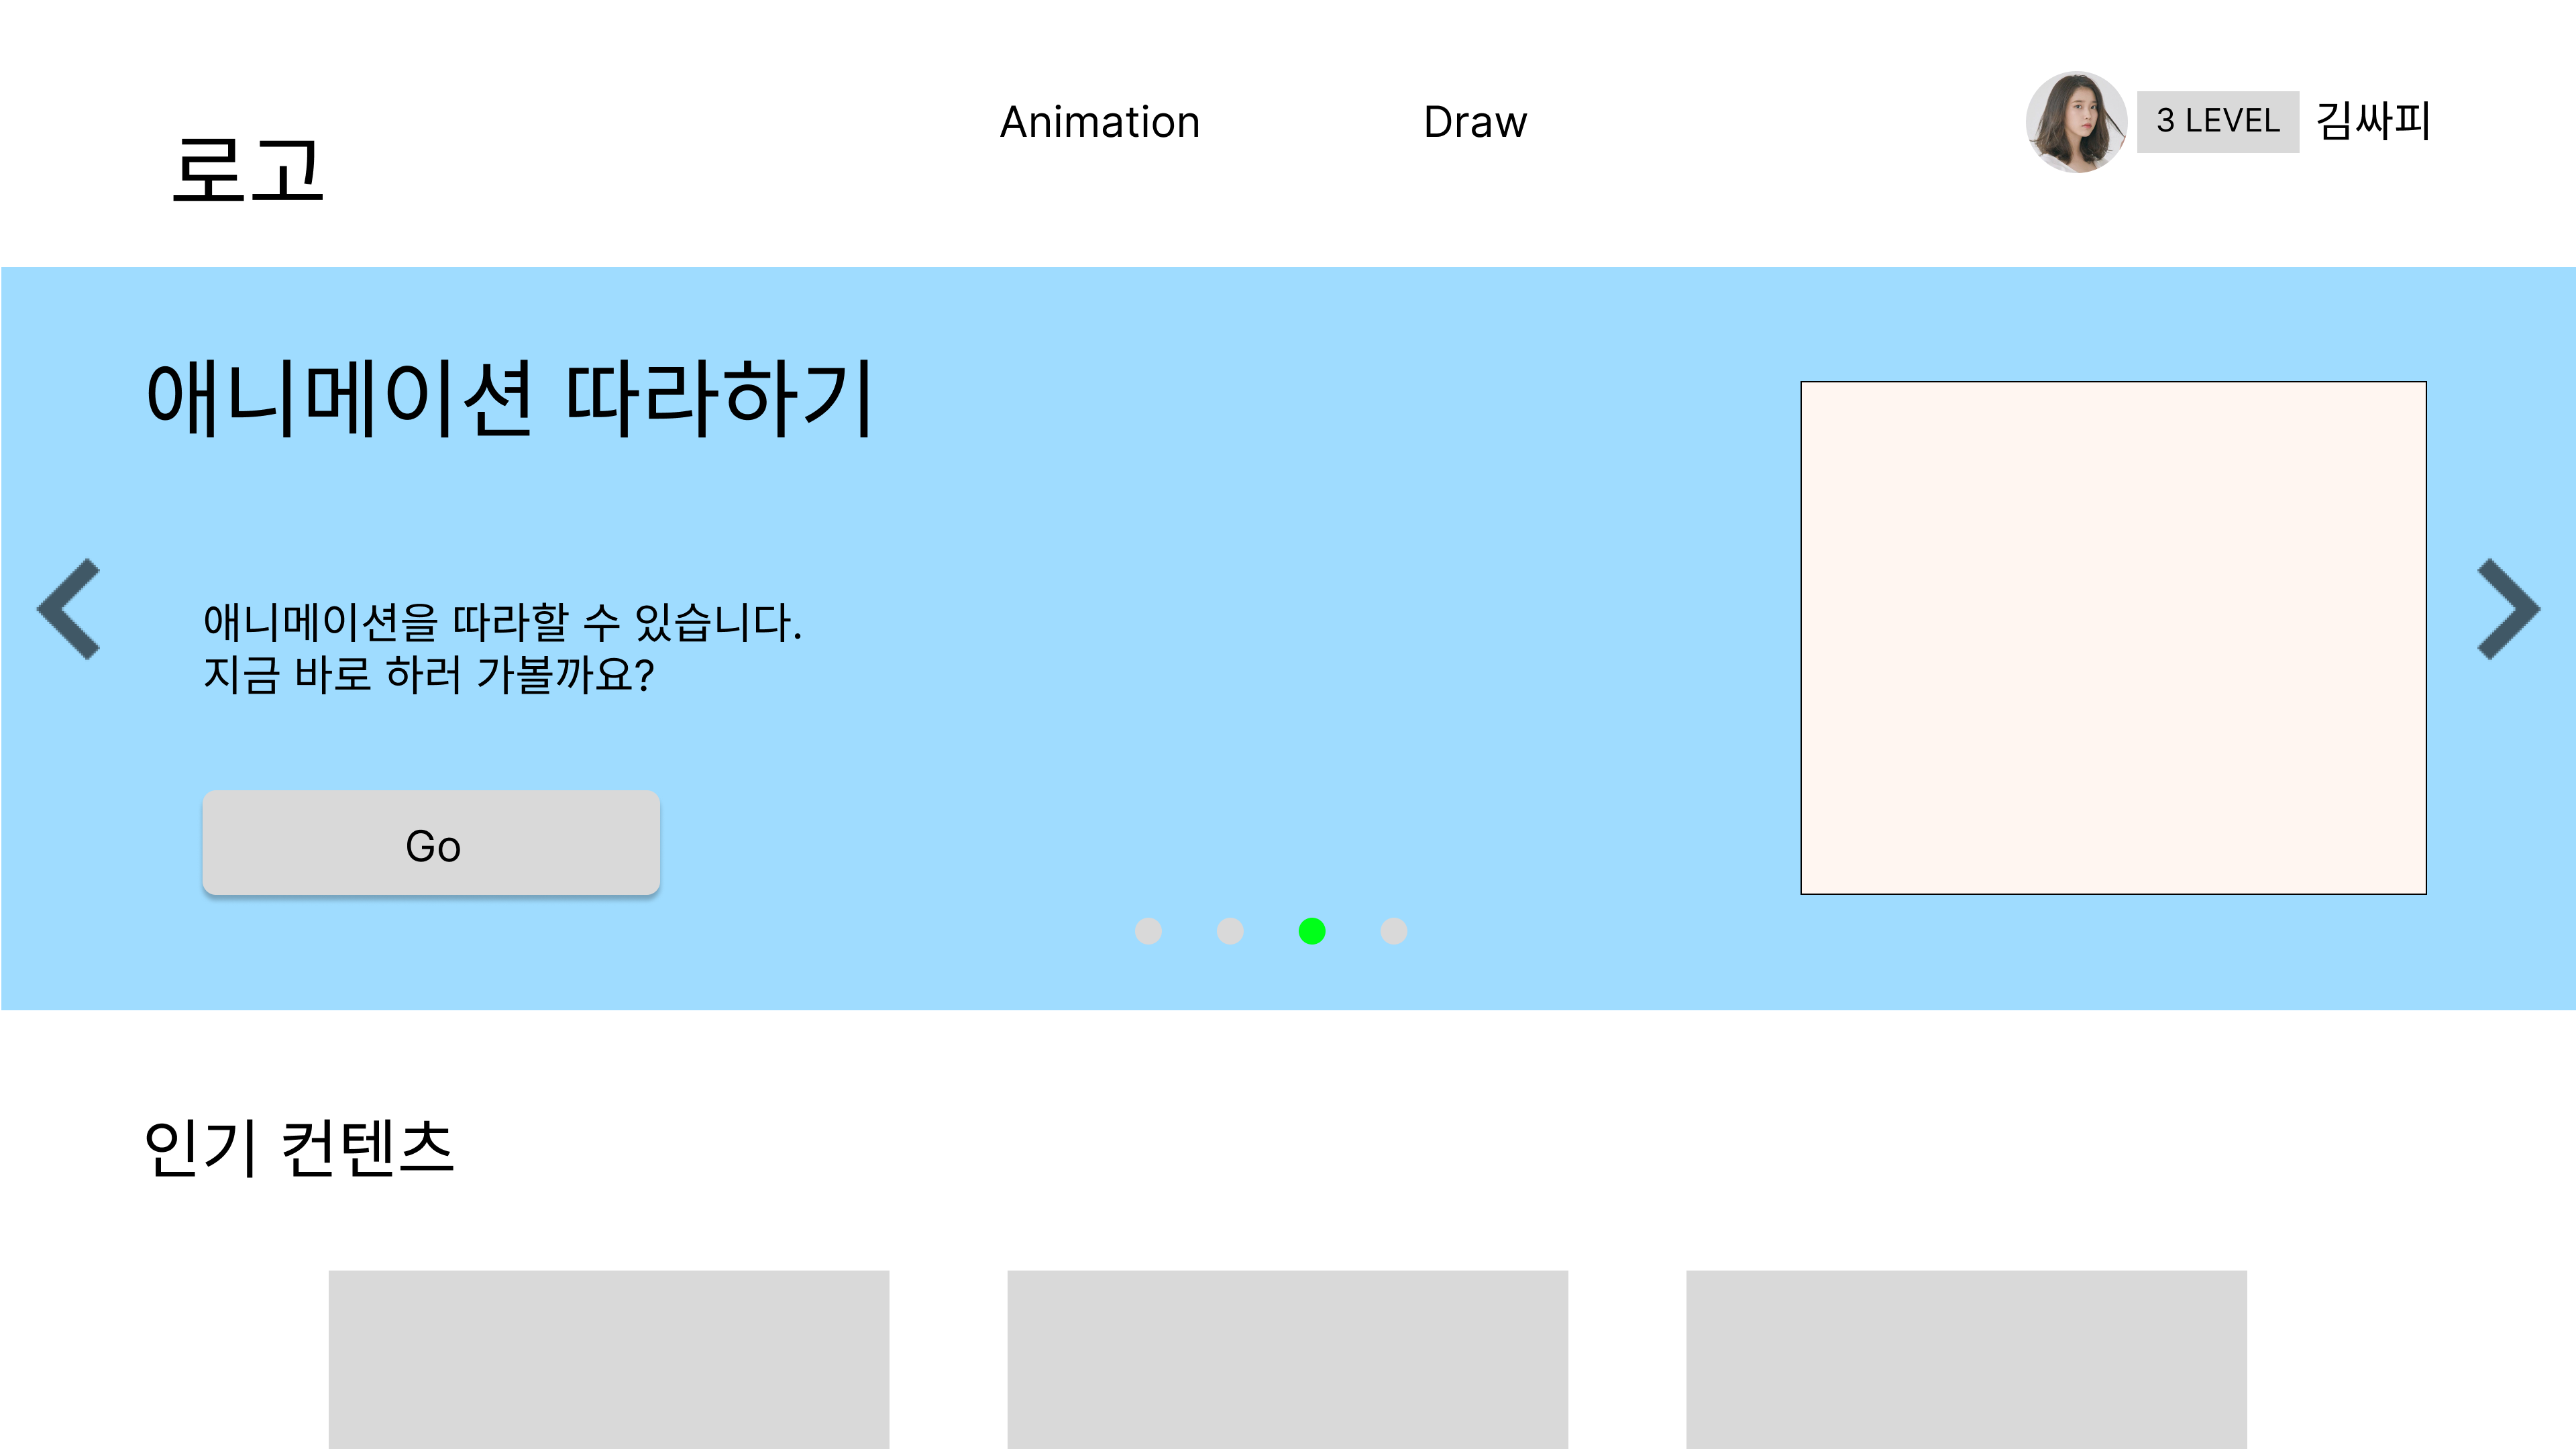 로고
Animation
Draw
3 LEVEL
김싸피
애니메이션 따라하기
애니메이션을 따라할 수 있습니다.
지금 바로 하러 가볼까요?
Go
인기 컨텐츠